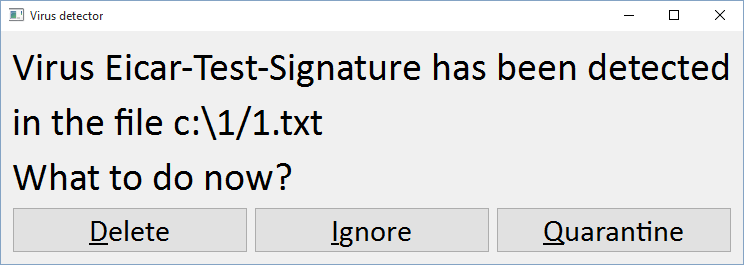 Virus detector
Virus Eicar-Test-Signature has been detected
in the file c:\1/1.txt
What to do now?
Delete Ignore Quarantine